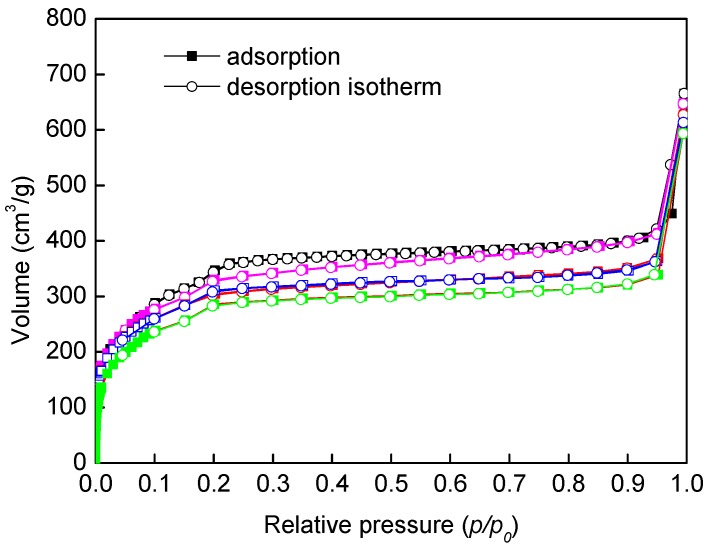 800
700
600
500
400
300
200
100
0
Volume (cm³/g)
adsorption
desorption isotherm
0.0 0.1 0.2 0.3 0.4 0.5 0.6 0.7 0.8 0.9 1.0
Relative pressure (p/p₀)